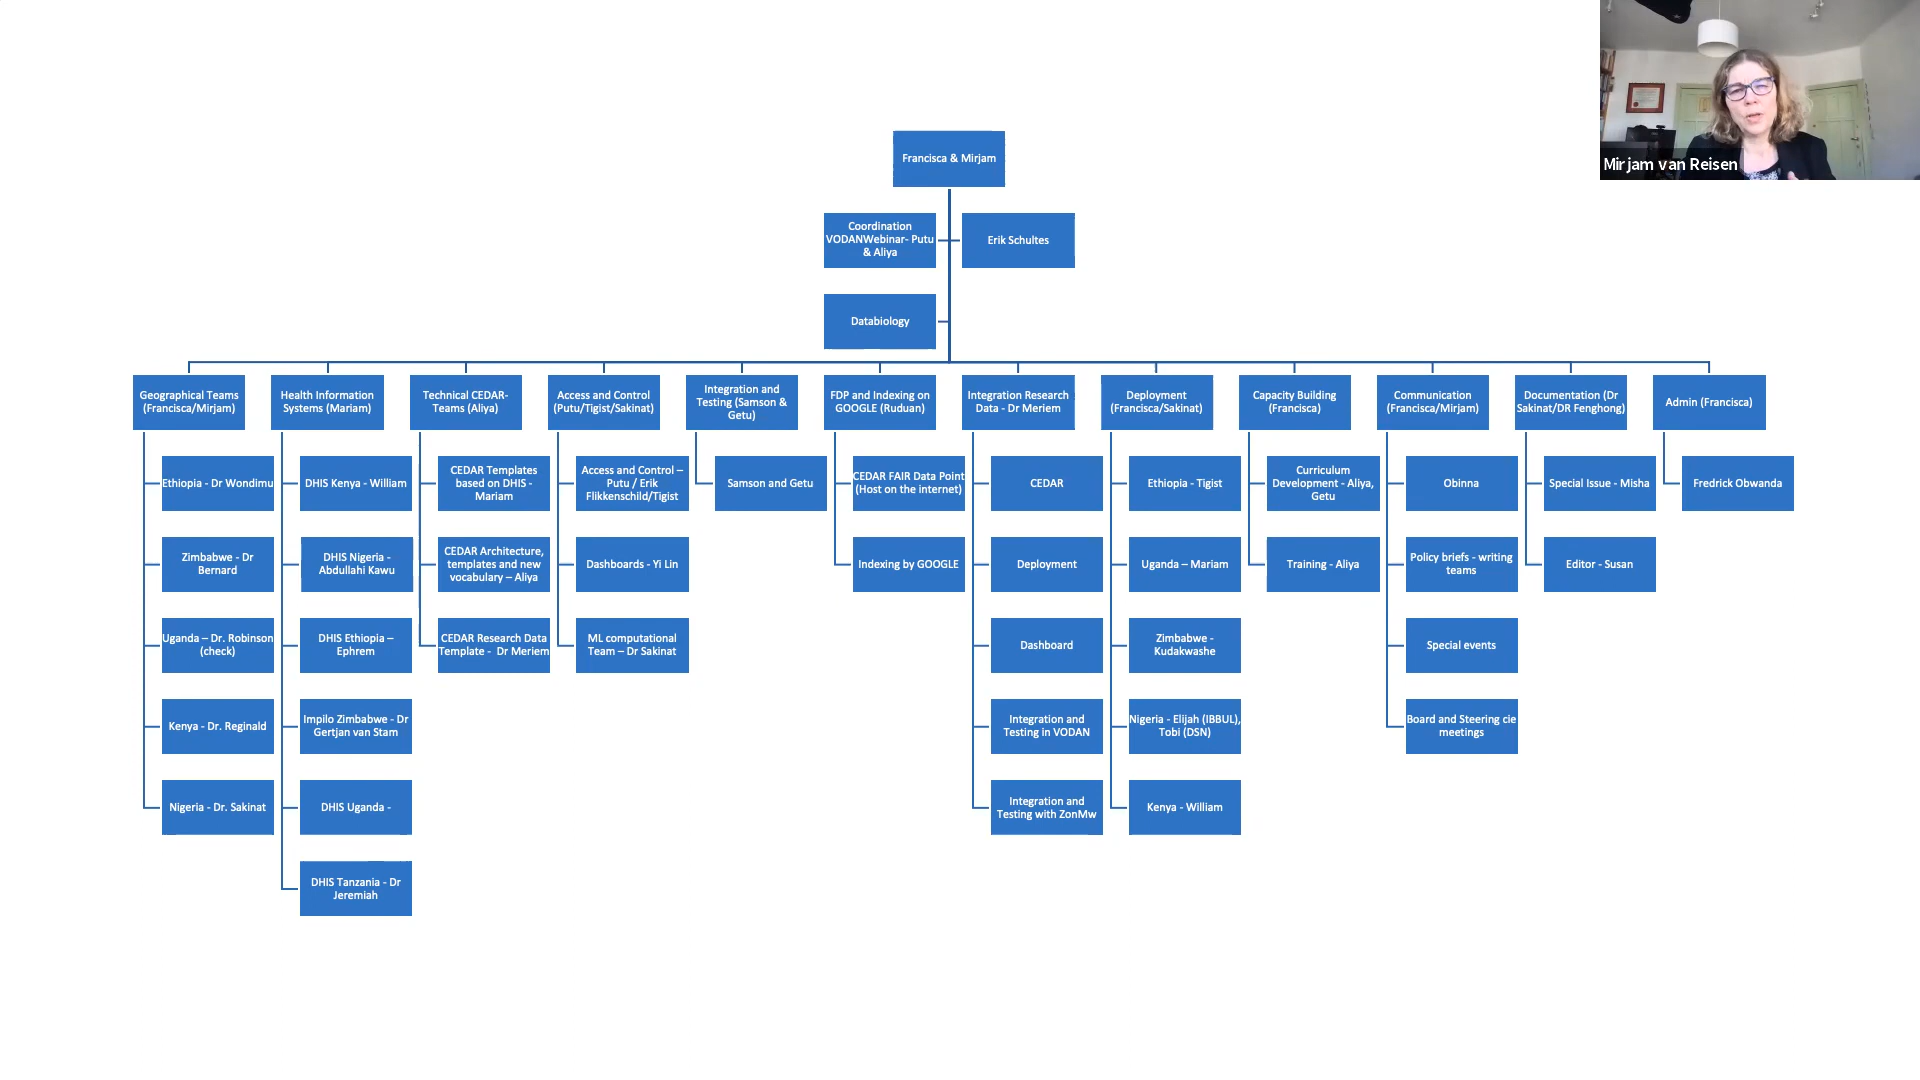 Mirjam van Reisen
Francisca & Mirjam
Coordination
VODANWebinar- Putu
& Aliya
Erik Schultes
Databiology
Geographical Teams
(Francisca/Mirjam)
Health Information
Systems (Mariam)
Technical CEDAR-
Teams (Aliya)
Access and Control
(Putu/Tigist/Sakinat)
Integration and
Testing (Samson &
Getu)
FDP and Indexing on
GOOGLE (Ruduan)
Integration Research
Data - Dr Meriem
Deployment
(Francisca/Sakinat)
Capacity Building
(Francisca)
Communication
(Francisca/Mirjam)
Documentation (Dr
Sakinat/DR Fenghong)
Admin (Francisca)
Ethiopia - Dr Wondimu
Zimbabwe - Dr
Bernard
Uganda – Dr. Robinson
(check)
Kenya - Dr. Reginald
Nigeria - Dr. Sakinat
DHIS Kenya - William
DHIS Nigeria -
Abdullahi Kawu
DHIS Ethiopia –
Ephrem
Impilo Zimbabwe - Dr
Gertjan van Stam
DHIS Uganda -
DHIS Tanzania - Dr
Jeremiah
CEDAR Templates
based on DHIS -
Mariam
CEDAR Architecture,
templates and new
vocabulary – Aliya
CEDAR Research Data
Template - Dr Meriem
Access and Control –
Putu / Erik
Flikkenschild/Tigist
Dashboards - Yi Lin
ML computational
Team – Dr Sakinat
Samson and Getu
CEDAR FAIR Data Point
(Host on the internet)
Indexing by GOOGLE
CEDAR
Deployment
Dashboard
Integration and
Testing in VODAN
Integration and
Testing with ZonMw
Ethiopia - Tigist
Uganda – Mariam
Zimbabwe -
Kudakwashe
Nigeria - Elijah (IBBUL),
Tobi (DSN)
Kenya - William
Curriculum
Development - Aliya,
Getu
Training - Aliya
Obinna
Policy briefs - writing
teams
Special events
Board and Steering cie
meetings
Special Issue - Misha
Editor - Susan
Fredrick Obwanda